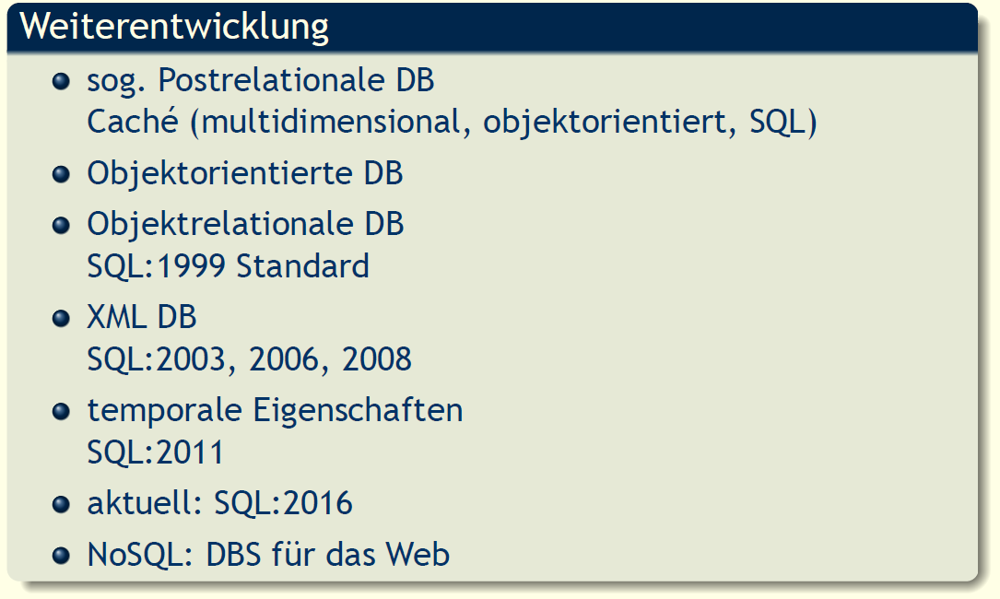 Weiterentwicklung
sog. Postrelationale DB
Caché (multidimensional, objektorientiert, SQL)
Objektorientierte DB
Objektrelationale DB
SQL:1999 Standard
XML DB
SQL:2003, 2006, 2008
temporale Eigenschaften
SQL:2011
aktuell: SQL:2016
NoSQL: DBS für das Web